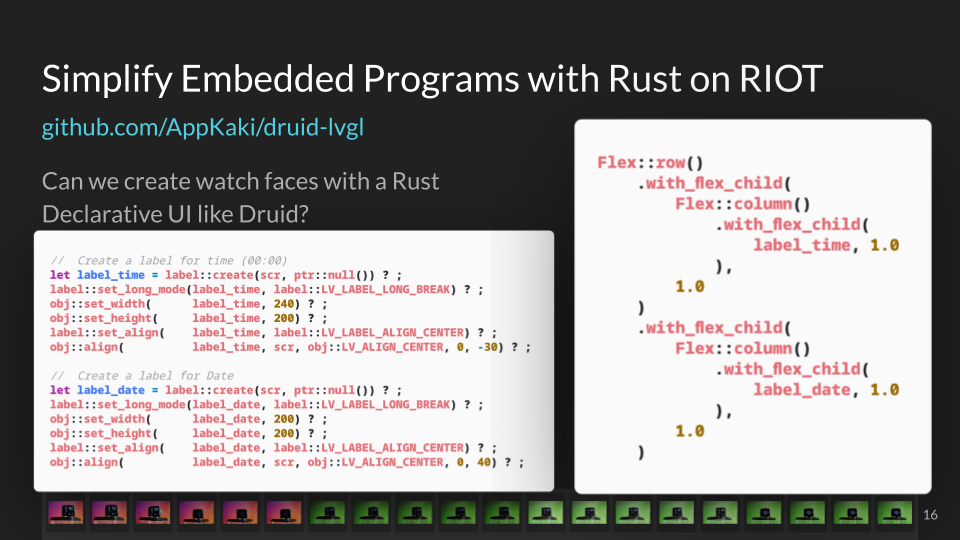 Simplify Embedded Programs with Rust on RIOT
github.com/AppKaki/druid-lvgl
Can we create watch faces with a Rust
Declarative UI like Druid?
//  Create a label for time (00:00)
let label_time = label::create(scr, ptr::null()) ? ;
label::set_long_mode(label_time, label::LV_LABEL_LONG_BREAK) ? ;
obj::set_width(      label_time, 240) ? ;
obj::set_height(     label_time, 200) ? ;
label::set_align(    label_time, label::LV_LABEL_ALIGN_CENTER) ? ;
obj::align(          label_time, scr, obj::LV_ALIGN_CENTER, 0, -30) ? ;
//  Create a label for Date
let label_date = label::create(scr, ptr::null()) ? ;
label::set_long_mode(label_date, label::LV_LABEL_LONG_BREAK) ? ;
obj::set_width(      label_date, 200) ? ;
obj::set_height(     label_date, 200) ? ;
label::set_align(    label_date, label::LV_LABEL_ALIGN_CENTER) ? ;
obj::align(          label_date, scr, obj::LV_ALIGN_CENTER, 0, 40) ? ;
Flex::row()
    .with_flex_child(
        Flex::column()
            .with_flex_child(
                label_time, 1.0
            ),
        1.0
    )
    .with_flex_child(
        Flex::column()
            .with_flex_child(
                label_date, 1.0
            ),
        1.0
    )
16